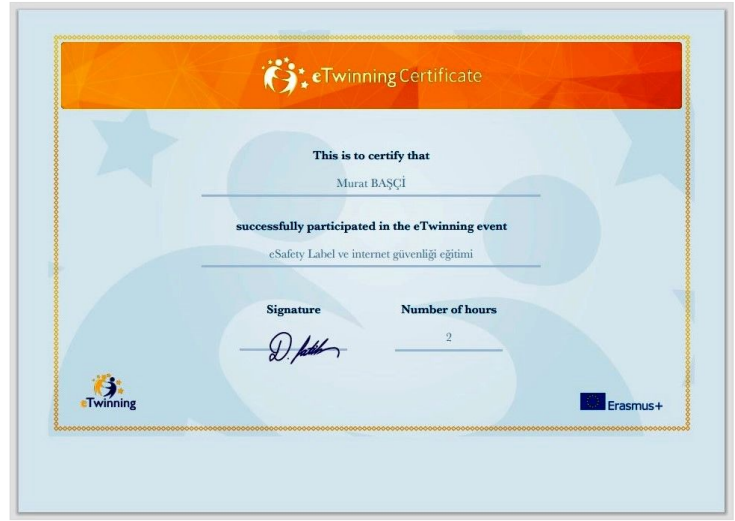 eTwinning Certificate
This is to certify that
Murat BAŞÇİ
successfully participated in the eTwinning event
eSafety Label ve internet güvenliği eğitimi
Signature
Number of hours
D. fatih
2
eTwinning
Erasmus+